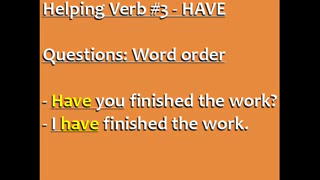 Helping Verb #3 - HAVE
Questions: Word order
- Have you finished the work?
- I have finished the work.